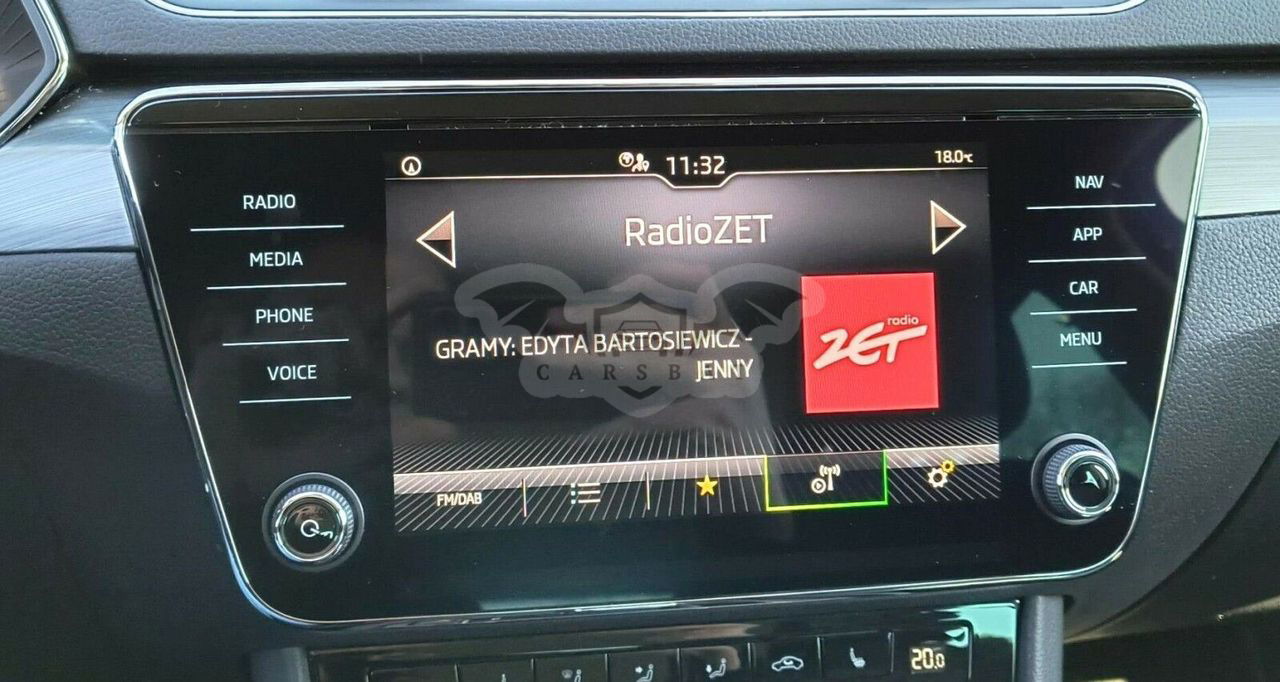 11:32
18.0°C
RADIO
MEDIA
PHONE
VOICE
RadioZET
GRAMY: EDYTA BARTOSIEWICZ -
JENNY
radio
ZET
CARSB
FM/DAB
NAV
APP
CAR
MENU
20.0